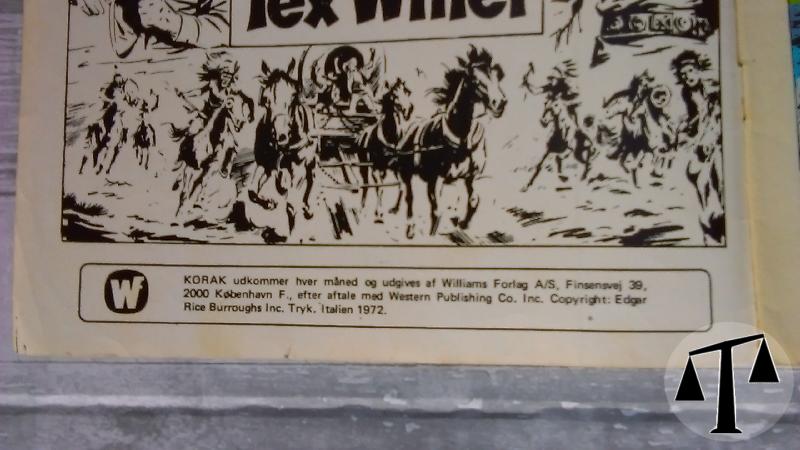 Tex Willer
WF
KORAK udkommer hver måned og udgives af Williams Forlag A/S, Finsensvej 39,
2000 København F., efter aftale med Western Publishing Co. Inc. Copyright: Edgar
Rice Burroughs Inc. Tryk. Italien 1972.